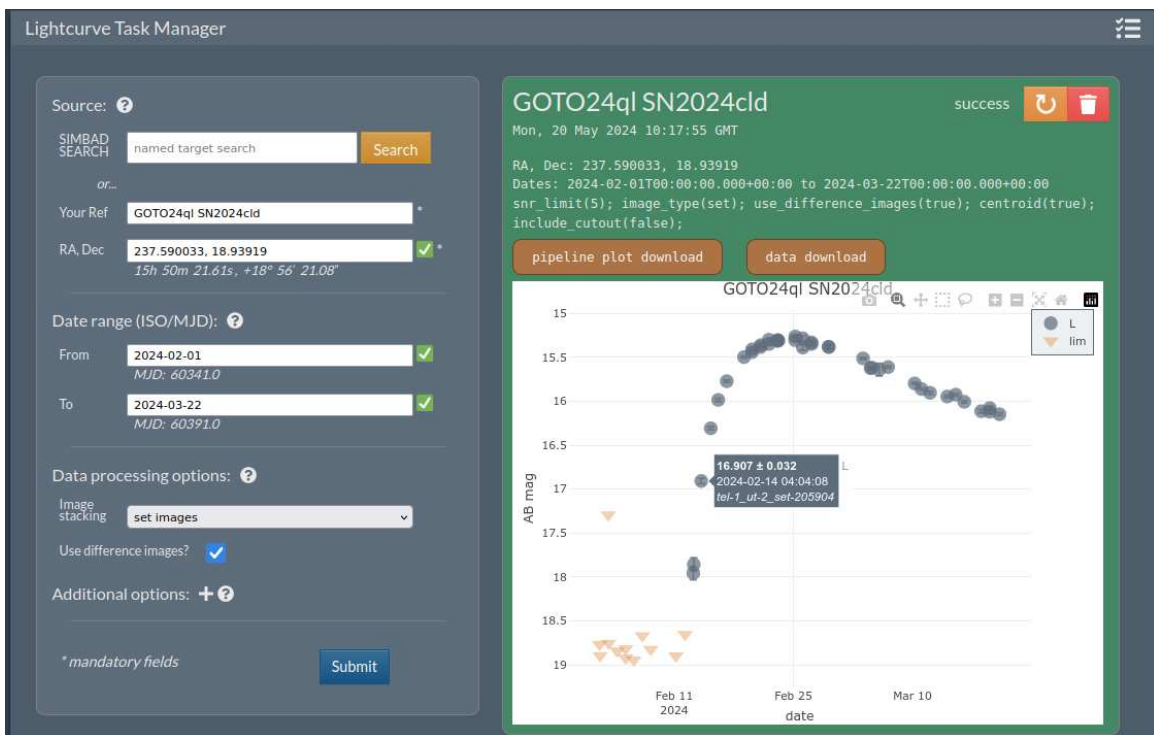 Lightcurve Task Manager
Source: ?
SIMBAD
SEARCH
named target search
Search
or...
Your Ref
GOTO24ql SN2024cld
*
RA, Dec
237.590033, 18.93919
*
15h 50m 21.61s, +18° 56' 21.08"
Date range (ISO/MJD): ?
From
2024-02-01
MJD: 60341.0
To
2024-03-22
MJD: 60391.0
Data processing options: ?
Image
stacking
set images
Use difference images?
Additional options: + ?
* mandatory fields
Submit
GOTO24ql SN2024cld
success
Mon, 20 May 2024 10:17:55 GMT
RA, Dec: 237.590033, 18.93919
Dates: 2024-02-01T00:00:00.000+00:00 to 2024-03-22T00:00:00.000+00:00
snr_limit(5); image_type(set); use_difference_images(true); centroid(true);
include_cutout(false);
pipeline plot download
data download
GOTO24ql SN2024cld
15
15.5
16
16.5
17
17.5
18
18.5
19
AB mag
L
lim
16.907 ± 0.032
2024-02-14 04:04:08
tel-1_ut-2_set-205904
L
Feb 11
2024
Feb 25
Mar 10
date